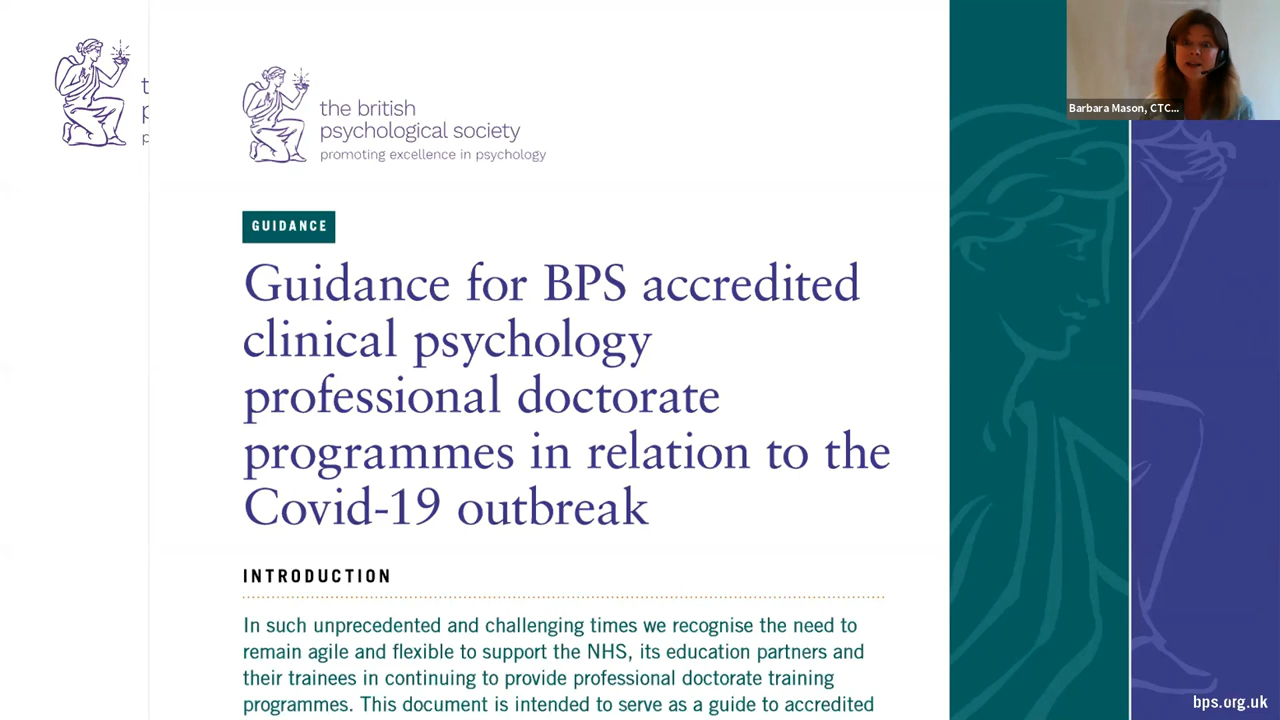 the british
psychological society
promoting excellence in psychology
GUIDANCE
Guidance for BPS accredited
clinical psychology
professional doctorate
programmes in relation to the
Covid-19 outbreak
INTRODUCTION
In such unprecedented and challenging times we recognise the need to
remain agile and flexible to support the NHS, its education partners and
their trainees in continuing to provide professional doctorate training
programmes. This document is intended to serve as a guide to accredited
Barbara Mason, CTC...
bps.org.uk